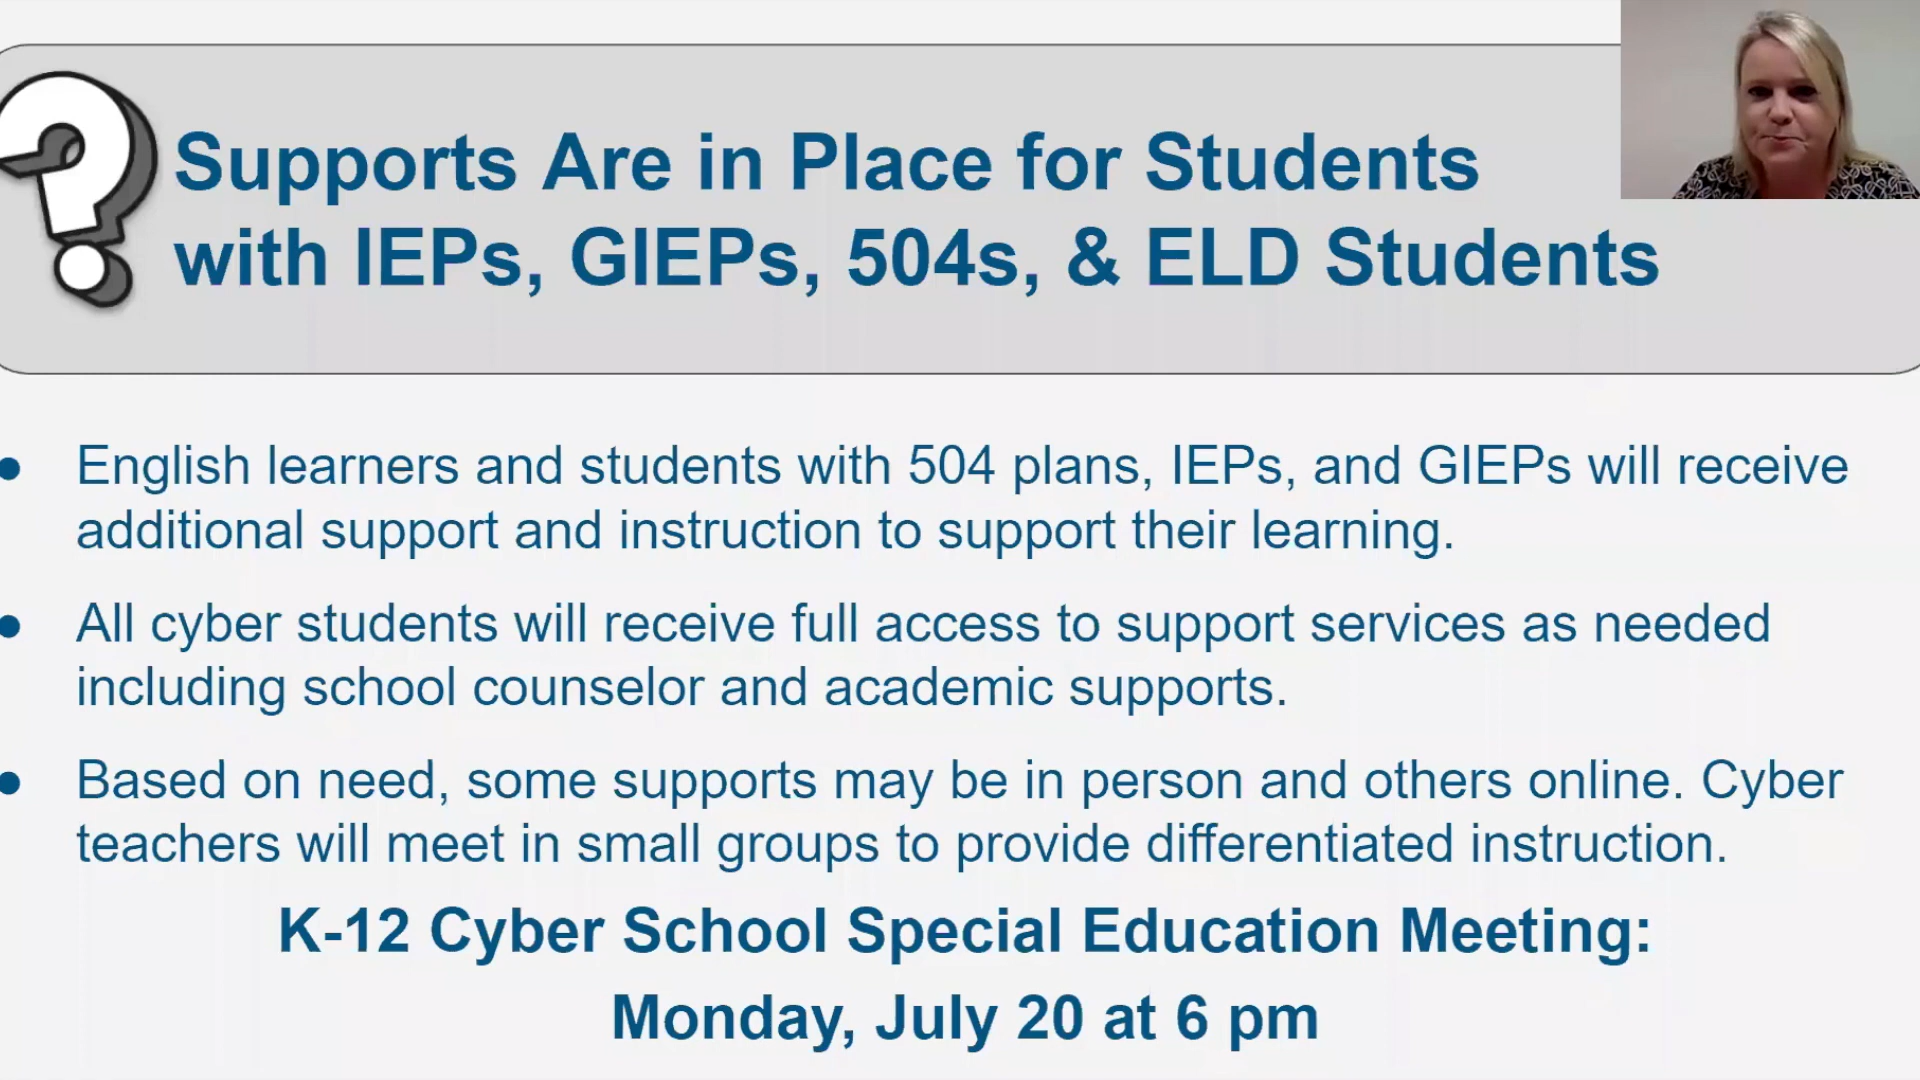 Supports Are in Place for Students
with IEPs, GIEPs, 504s, & ELD Students
● English learners and students with 504 plans, IEPs, and GIEPs will receive
additional support and instruction to support their learning.
● All cyber students will receive full access to support services as needed
including school counselor and academic supports.
● Based on need, some supports may be in person and others online. Cyber
teachers will meet in small groups to provide differentiated instruction.
K-12 Cyber School Special Education Meeting:
Monday, July 20 at 6 pm